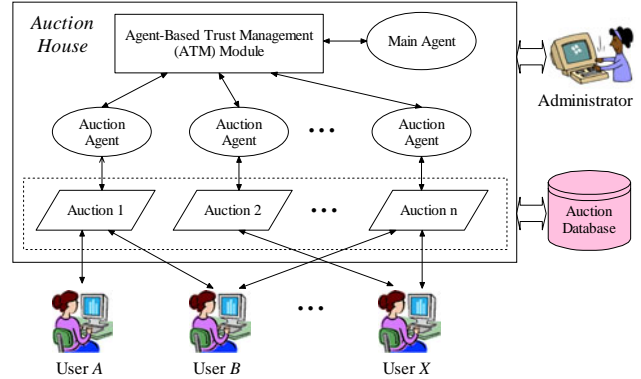 Auction
House
Agent-Based Trust Management
(ATM) Module
Main Agent
Administrator
Auction
Agent
Auction
Agent
...
Auction
Agent
Auction 1
Auction 2
...
Auction n
Auction
Database
...
User A
User B
User X